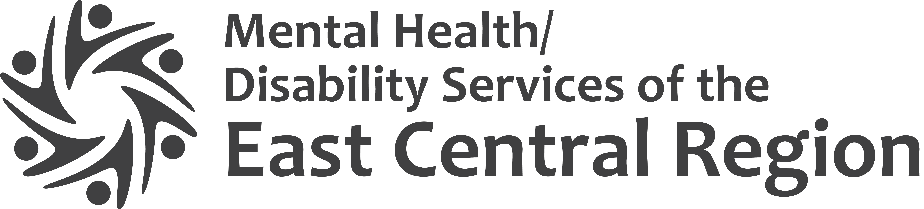 Mental Health/
Disability Services of the
East Central Region